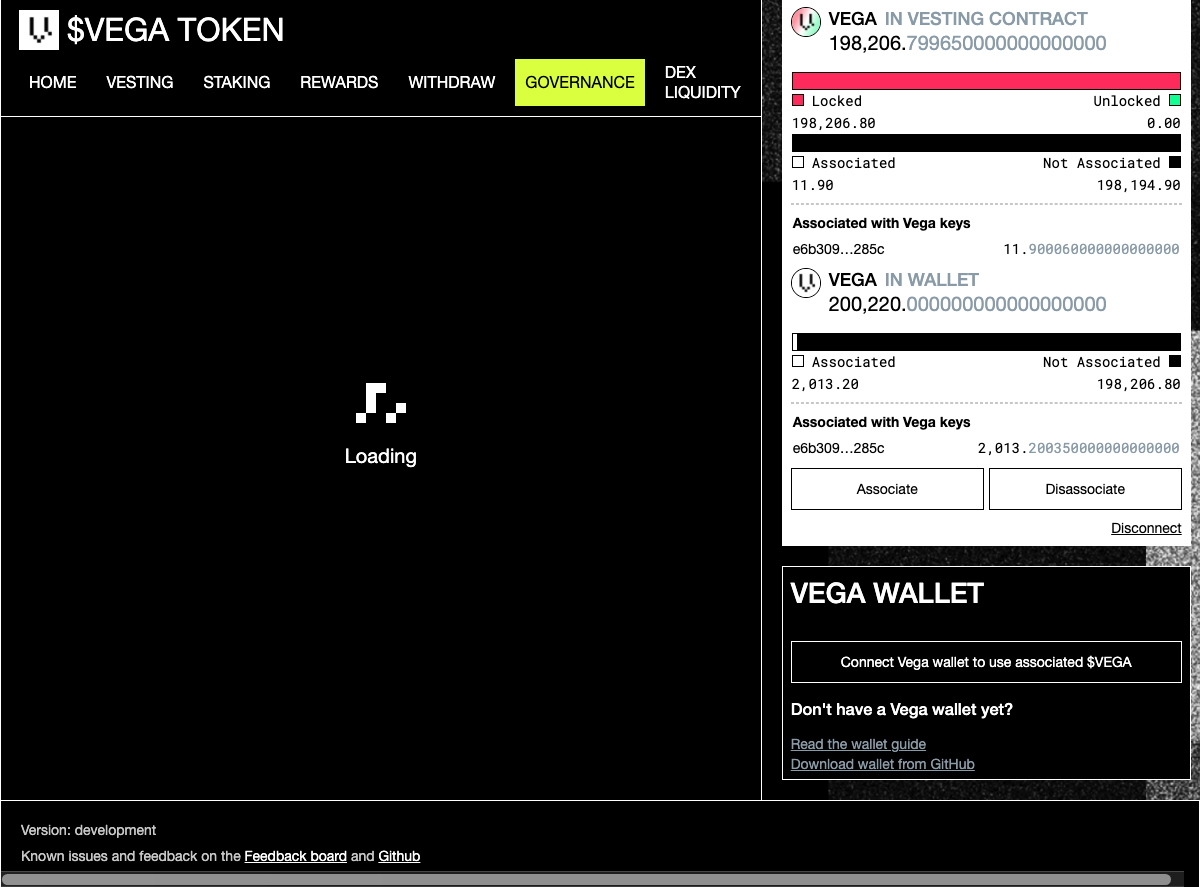 $VEGA TOKEN
HOME VESTING STAKING REWARDS WITHDRAW GOVERNANCE DEX LIQUIDITY
Loading
VEGA IN VESTING CONTRACT
198,206.799650000000000000
Locked Unlocked
198,206.80 0.00
Associated Not Associated
11.90 198,194.90
Associated with Vega keys
e6b309...285c 11.900060000000000000
VEGA IN WALLET
200,220.000000000000000000
Associated Not Associated
2,013.20 198,206.80
Associated with Vega keys
e6b309...285c 2,013.200350000000000000
Associate Disassociate
Disconnect
VEGA WALLET
Connect Vega wallet to use associated $VEGA
Don't have a Vega wallet yet?
Read the wallet guide
Download wallet from GitHub
Version: development
Known issues and feedback on the Feedback board and Github